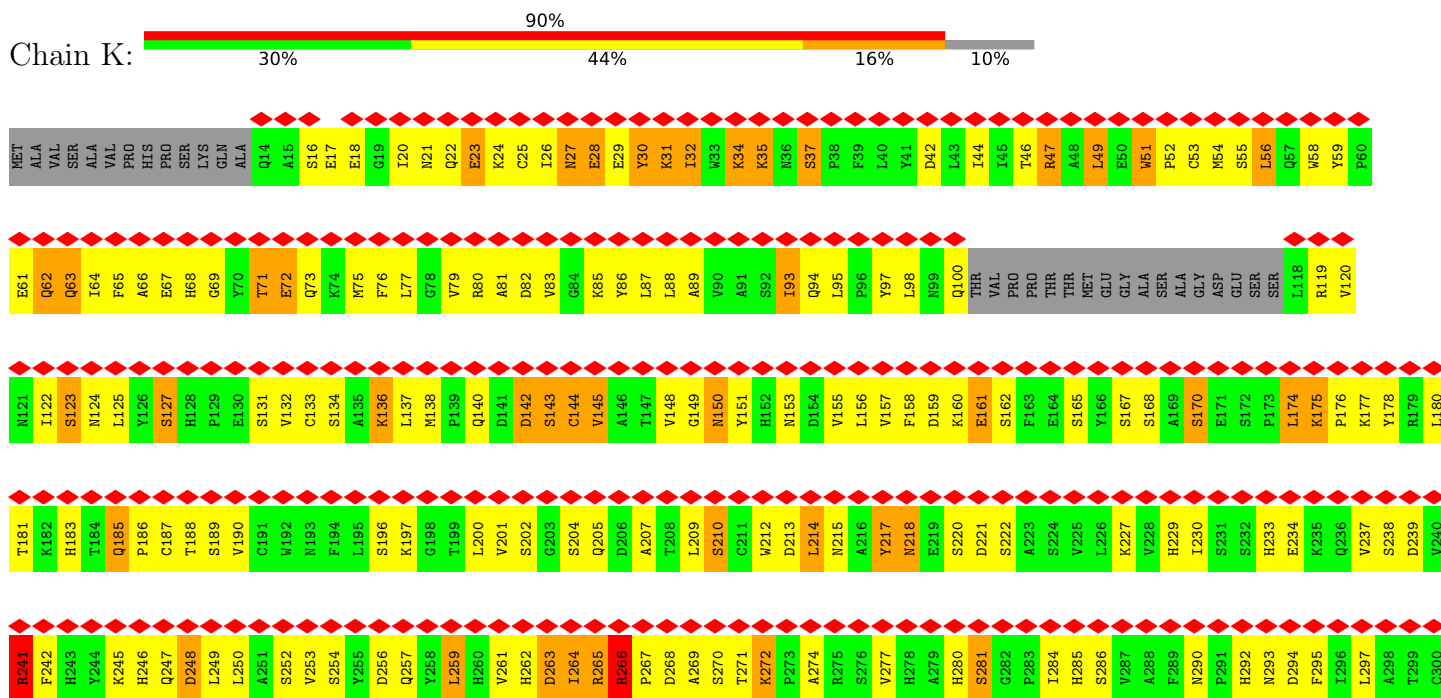 90%
Chain K:
30% 44% 16% 10%
MET ALA VAL SER ALA VAL PRO HIS PRO SER LYS GLN ALA Q14 A15 S16 E17 E18 G19 I20 N21 Q22 E23 K24 C25 I26 N27 E28 E29 Y30 K31 I32 W33 K34 K35 N36 S37 P38 F39 L40 Y41 D42 L43 I44 I45 T46 R47 A48 L49 E50 W51 P52 C53 M54 S55 L56 Q57 W58 Y59 P60
E61 Q62 Q63 I64 F65 A66 E67 H68 G69 Y70 T71 E72 Q73 K74 M75 F76 L77 G78 V79 R80 A81 D82 V83 G84 K85 Y86 L87 L88 A89 V90 A91 S92 I93 Q94 L95 P96 Y97 L98 N99 Q100 THR VAL PRO PRO THR THR MET GLU GLY ALA SER ALA GLY ASP GLU SER SER L118 R119 V120
N121 I122 S123 N124 L125 Y126 S127 H128 P129 E130 S131 V132 C133 S134 A135 K136 L137 M138 P139 Q140 D141 D142 S143 C144 V145 A146 T147 V148 G149 N150 Y151 H152 N153 D154 V155 L156 V157 F158 D159 K160 E161 S162 F163 E164 S165 Y166 S167 S168 A169 S170 E171 S172 P173 L174 K175 P176 K177 Y178 R179 L180
T181 K182 H183 T184 Q185 P186 C187 T188 S189 V190 C191 W192 N193 F194 L195 S196 K197 G198 T199 L200 V201 S202 G203 S204 Q205 D206 A207 T208 L209 S210 C211 W212 D213 L214 N215 A216 Y217 N218 E219 S220 D221 S222 A223 S224 V225 L226 K227 V228 H229 I230 S231 S232 H233 E234 K235 Q236 V237 S238 D239 V240
R241 F242 H243 Y244 K245 H246 Q247 D248 L249 L250 A251 S252 V253 S254 Y255 D256 Q257 Y258 L259 H260 V261 H262 D263 I264 R265 R266 P267 D268 A269 S270 T271 K272 P273 A274 R275 S276 V277 H278 A279 H280 S281 G282 P283 I284 H285 S286 V287 A288 F289 N290 P291 H292 N293 D294 F295 I296 L297 A298 T299 C300